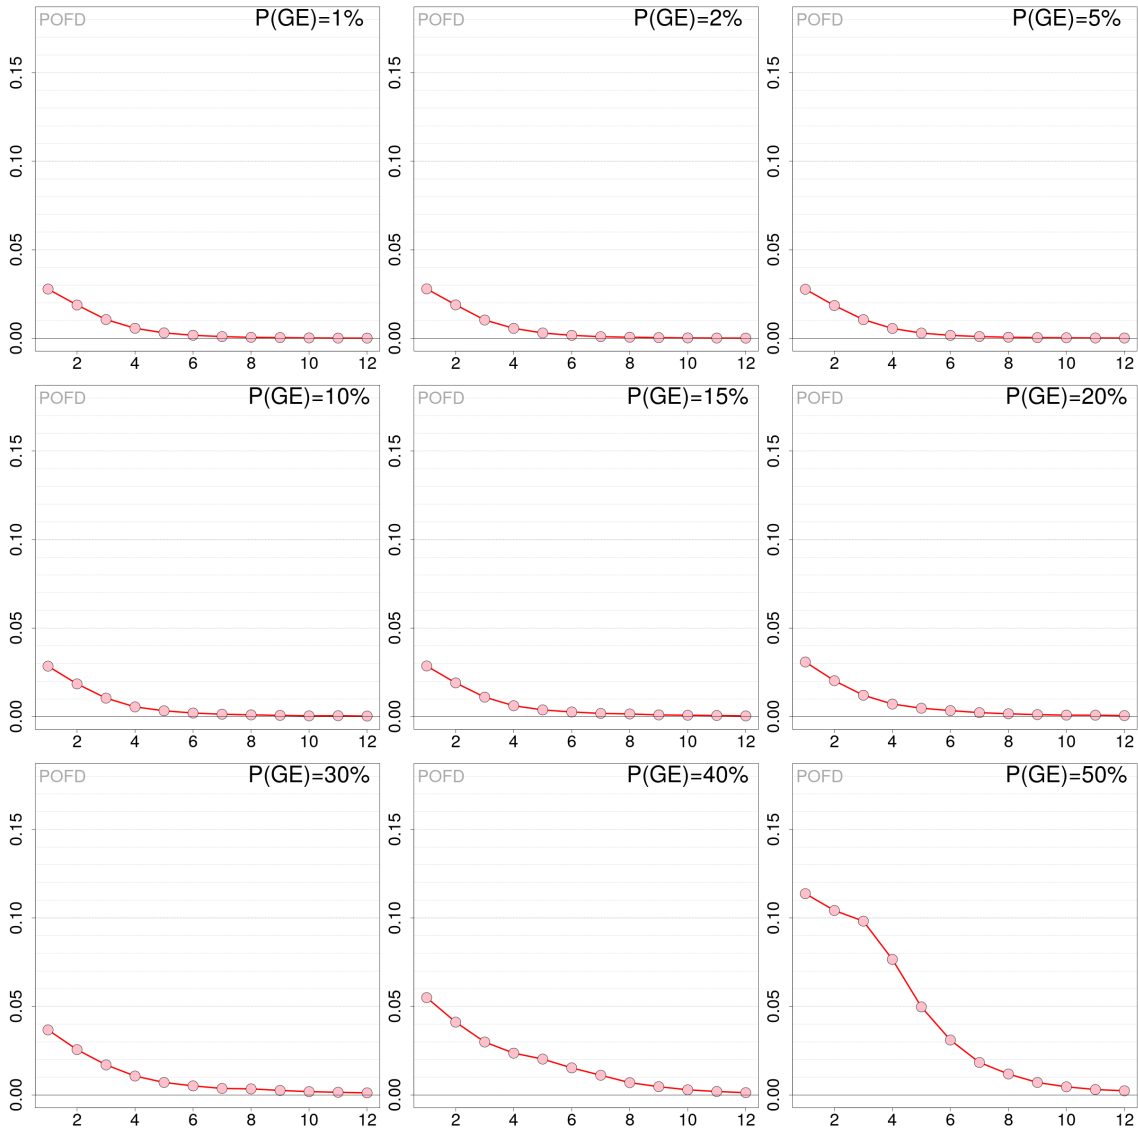 POFD P(GE)=1%
0.15
0.10
0.05
0.00
2 4 6 8 10 12
POFD P(GE)=2%
0.15
0.10
0.05
0.00
2 4 6 8 10 12
POFD P(GE)=5%
0.15
0.10
0.05
0.00
2 4 6 8 10 12
POFD P(GE)=10%
0.15
0.10
0.05
0.00
2 4 6 8 10 12
POFD P(GE)=15%
0.15
0.10
0.05
0.00
2 4 6 8 10 12
POFD P(GE)=20%
0.15
0.10
0.05
0.00
2 4 6 8 10 12
POFD P(GE)=30%
0.15
0.10
0.05
0.00
2 4 6 8 10 12
POFD P(GE)=40%
0.15
0.10
0.05
0.00
2 4 6 8 10 12
POFD P(GE)=50%
0.15
0.10
0.05
0.00
2 4 6 8 10 12